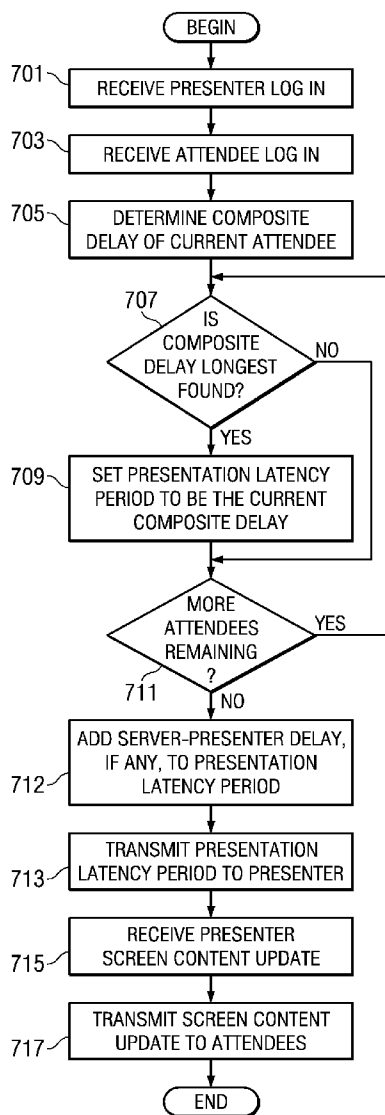 BEGIN
701
RECEIVE PRESENTER LOG IN
703
RECEIVE ATTENDEE LOG IN
705
DETERMINE COMPOSITE
DELAY OF CURRENT ATTENDEE
707
IS
COMPOSITE
DELAY LONGEST
FOUND?
NO
YES
709
SET PRESENTATION LATENCY
PERIOD TO BE THE CURRENT
COMPOSITE DELAY
MORE
ATTENDEES
REMAINING
?
YES
711
NO
712
ADD SERVER-PRESENTER DELAY,
IF ANY, TO PRESENTATION
LATENCY PERIOD
713
TRANSMIT PRESENTATION
LATENCY PERIOD TO PRESENTER
715
RECEIVE PRESENTER
SCREEN CONTENT UPDATE
717
TRANSMIT SCREEN CONTENT
UPDATE TO ATTENDEES
END